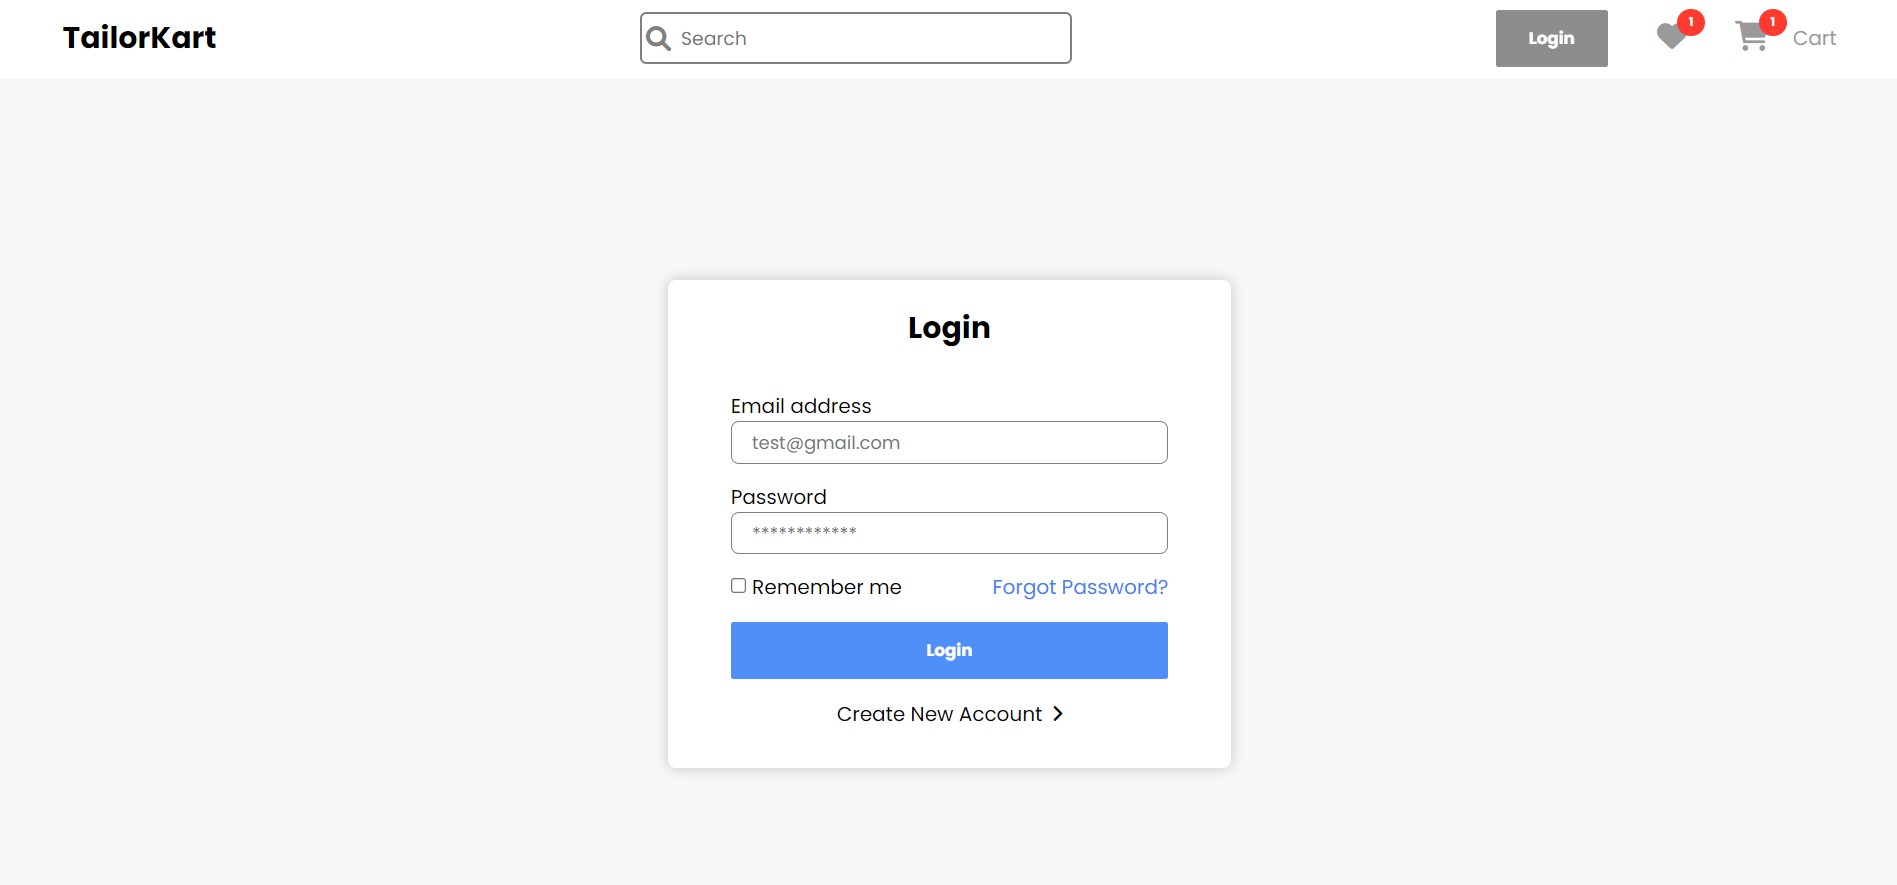 TailorKart
Search
Login
1
1
Cart
Login
Email address
test@gmail.com
Password
************
Remember me
Forgot Password?
Login
Create New Account